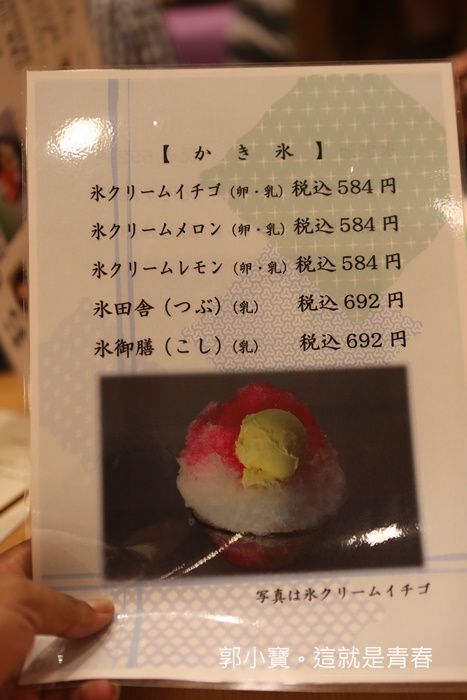 【 か き 氷 】
氷クリームイチゴ (卵・乳) 税込 584 円
氷クリームメロン (卵・乳) 税込 584 円
氷クリームレモン (卵・乳) 税込 584 円
氷田舎 (つぶ) (乳) 税込 692 円
氷御膳 (こし) (乳) 税込 692 円
写真は氷クリームイチゴ
郭小寶。這就是青春